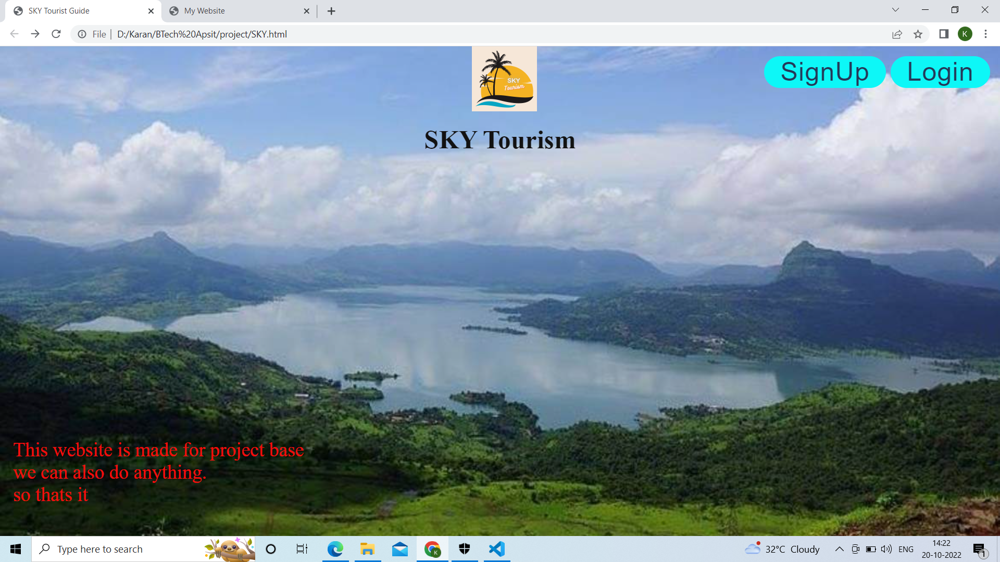 SKY Tourist Guide
My Website
File
D:/Karan/BTech%20Apsit/project/SKY.html
K
SKY
Tourism
SignUp
Login
SKY Tourism
This website is made for project base
we can also do anything.
so thats it
Type here to search
K
32°C Cloudy
ENG
14:22
20-10-2022
1